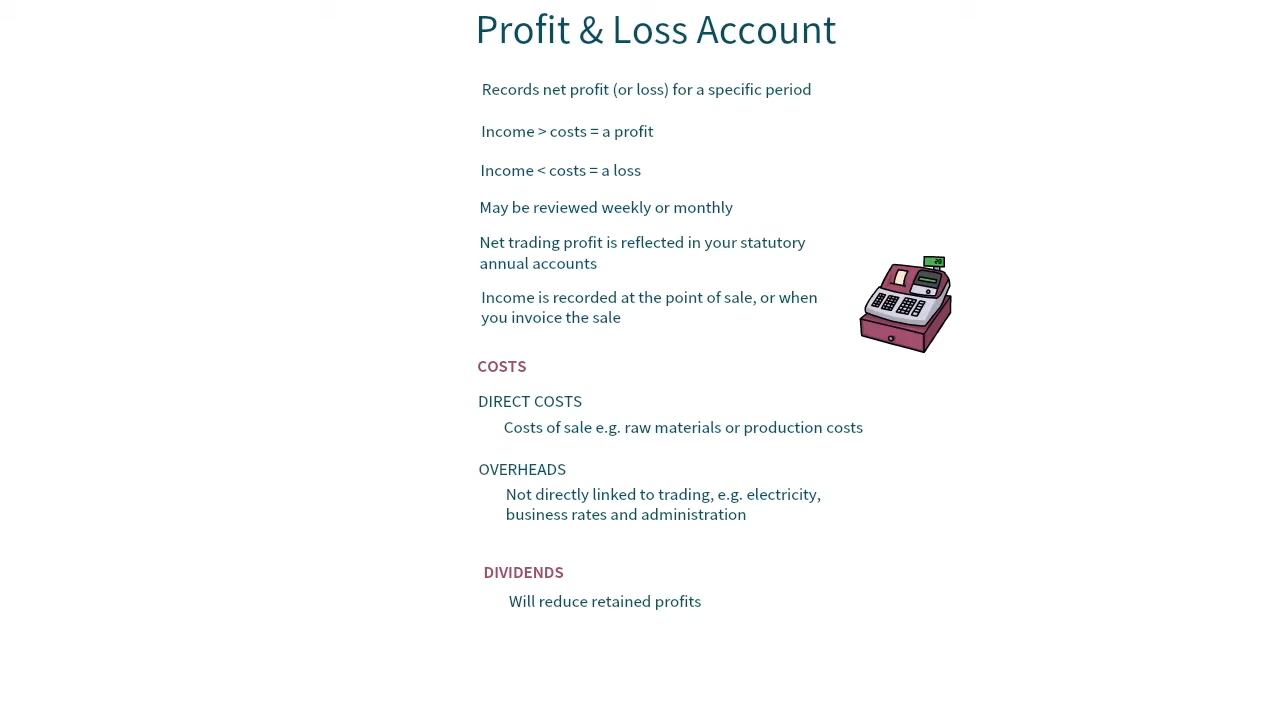 Profit & Loss Account
Records net profit (or loss) for a specific period
Income > costs = a profit
Income < costs = a loss
May be reviewed weekly or monthly
Net trading profit is reflected in your statutory
annual accounts
Income is recorded at the point of sale, or when
you invoice the sale
20
COSTS
DIRECT COSTS
Costs of sale e.g. raw materials or production costs
OVERHEADS
Not directly linked to trading, e.g. electricity,
business rates and administration
DIVIDENDS
Will reduce retained profits